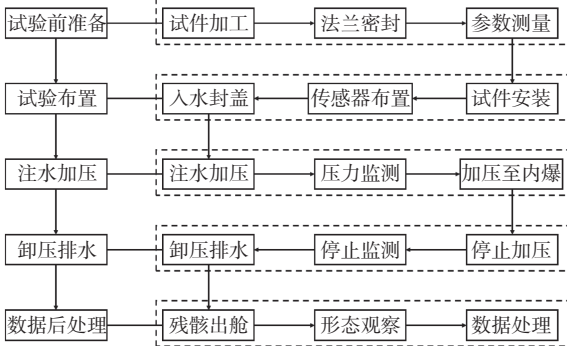 试验前准备 试件加工 法兰密封 参数测量
试验布置 入水封盖 传感器布置 试件安装
注水加压 注水加压 压力监测 加压至内爆
卸压排水 卸压排水 停止监测 停止加压
数据后处理 残骸出舱 形态观察 数据处理